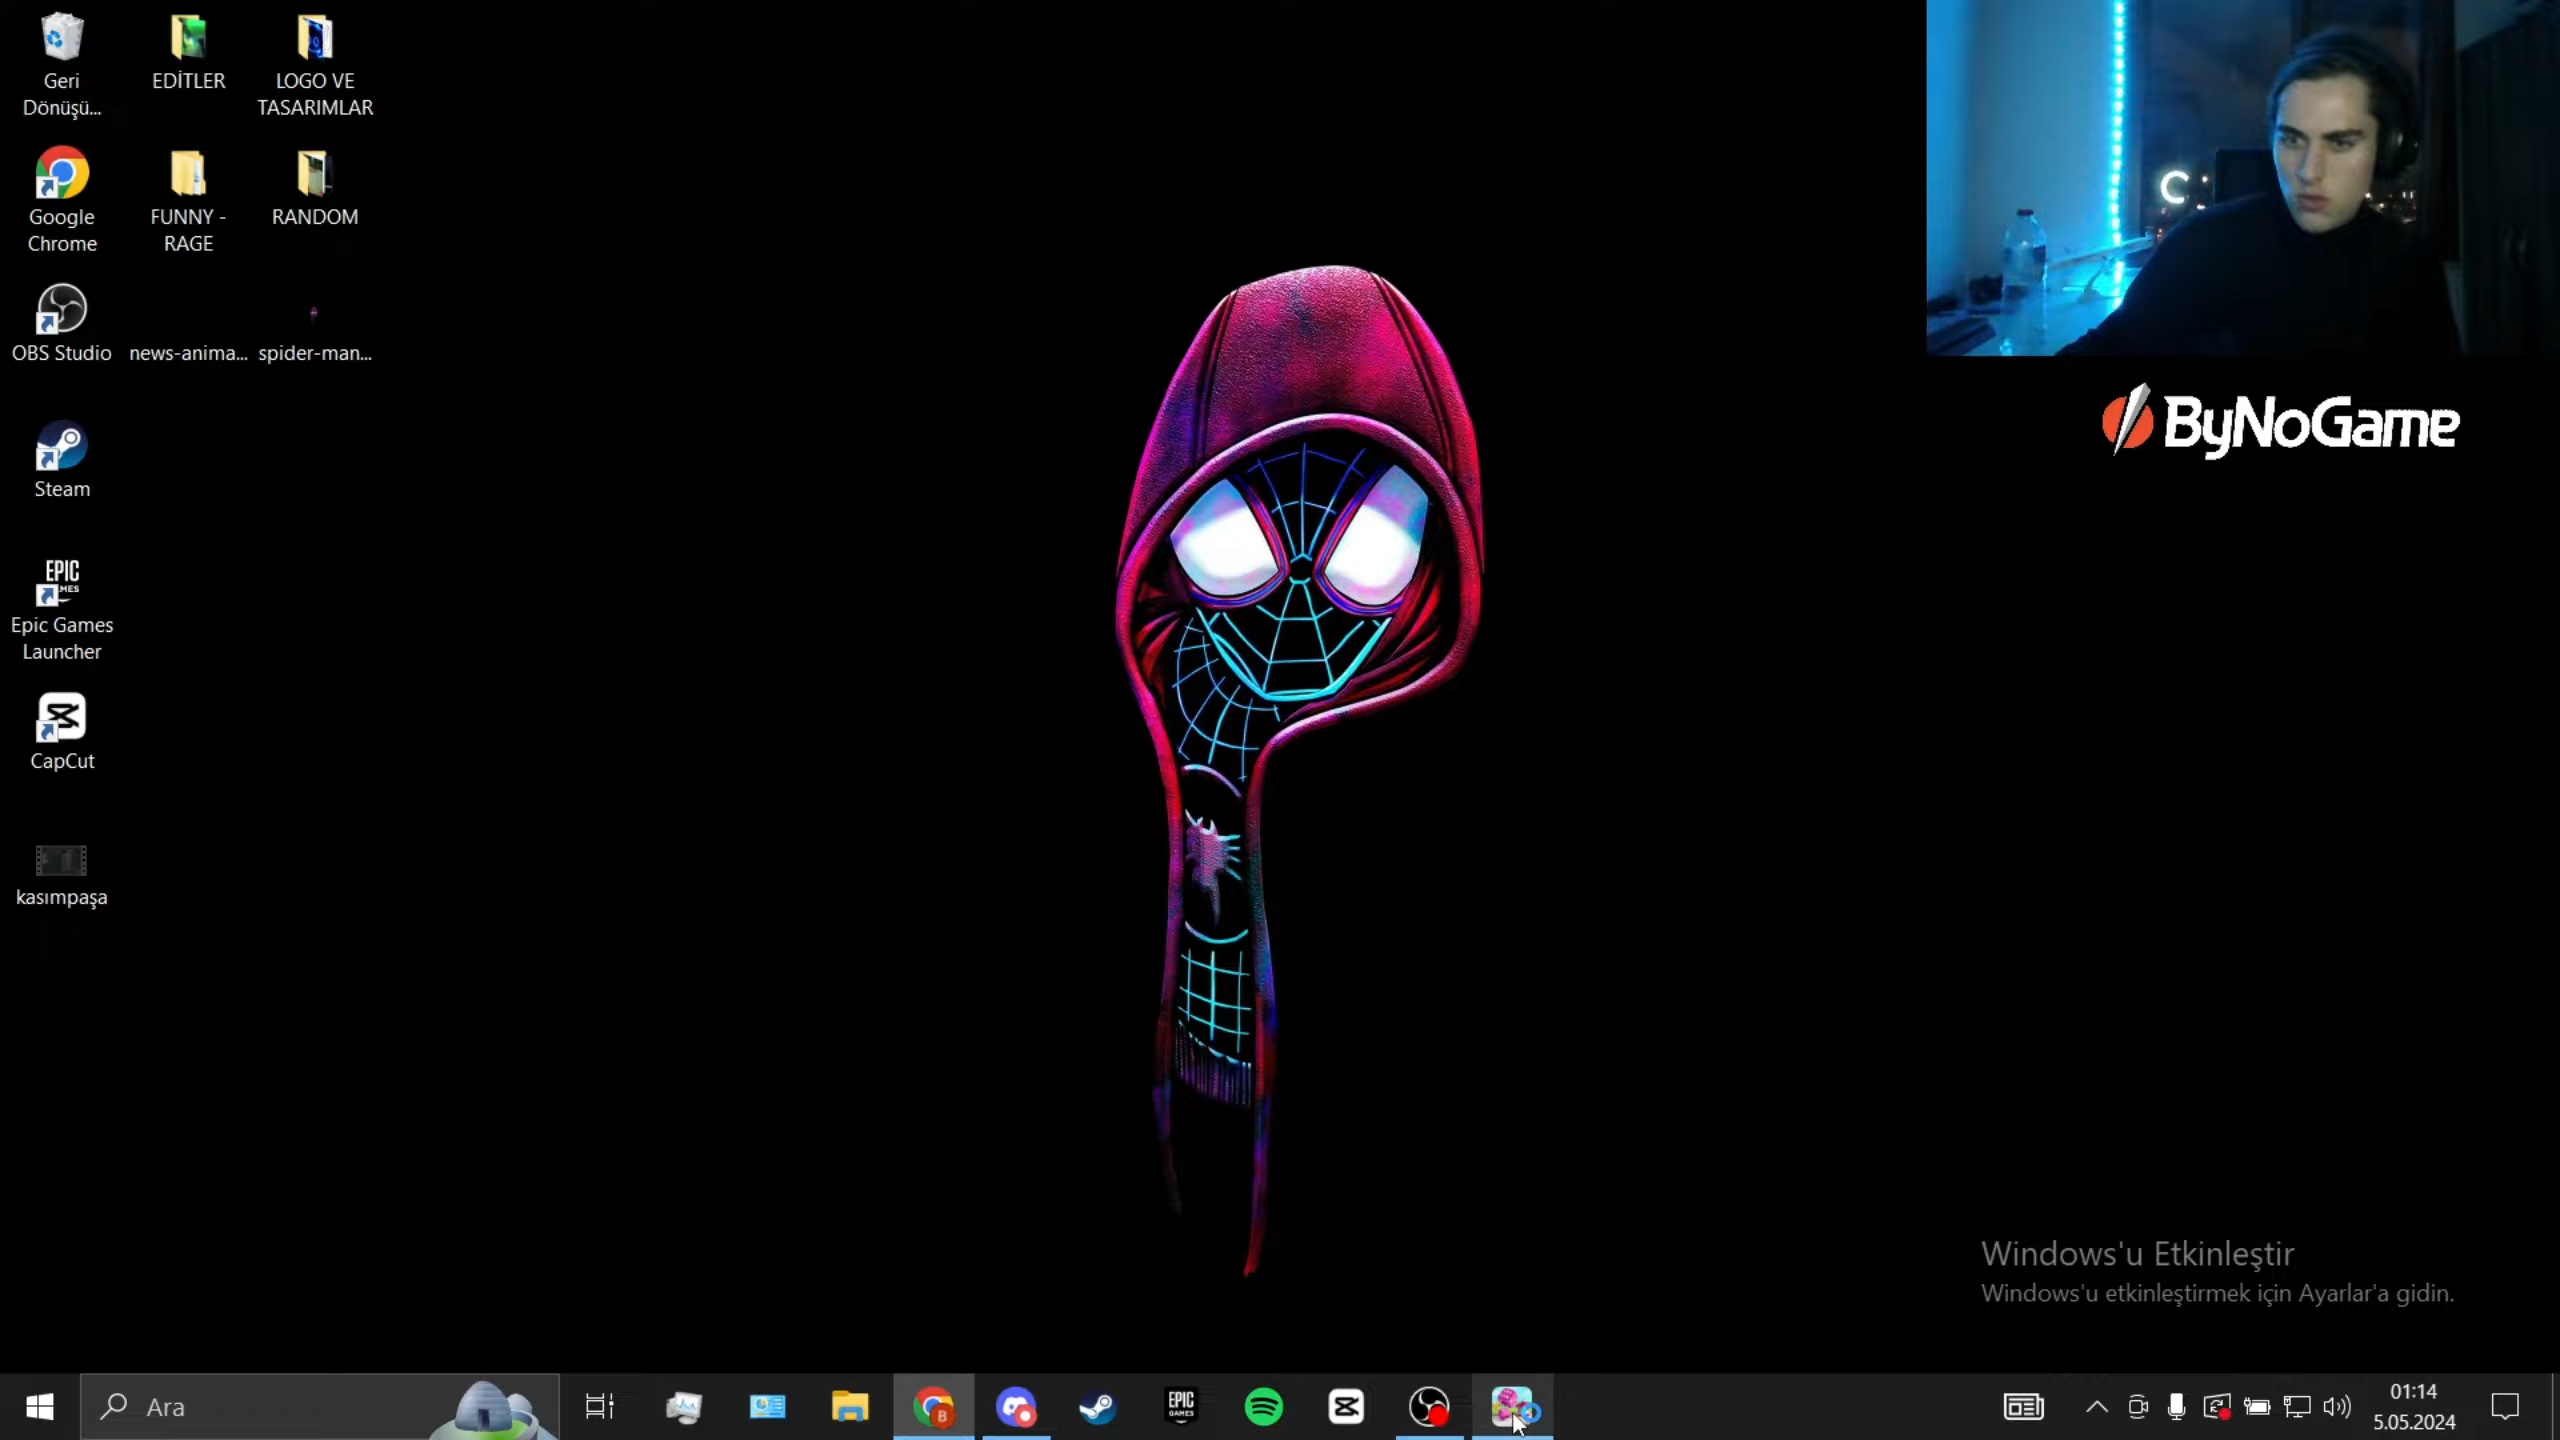 Geri
Dönüşü...
EDİTLER
LOGO VE
TASARIMLAR
Google
Chrome
FUNNY -
RAGE
RANDOM
OBS Studio
news-anima...
spider-man...
Steam
EPIC
Epic Games
Launcher
CapCut
kasımpaşa
ByNoGame
Windows'u Etkinleştir
Windows'u etkinleştirmek için Ayarlar'a gidin.
Ara
B
EPIC
GAMES
01:14
5.05.2024